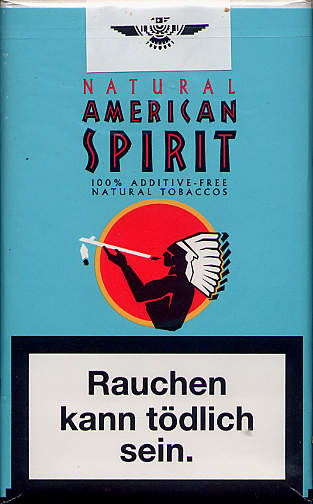 NATURAL
AMERICAN
SPIRIT
100% ADDITIVE-FREE
NATURAL TOBACCOS
Rauchen
kann tödlich
sein.